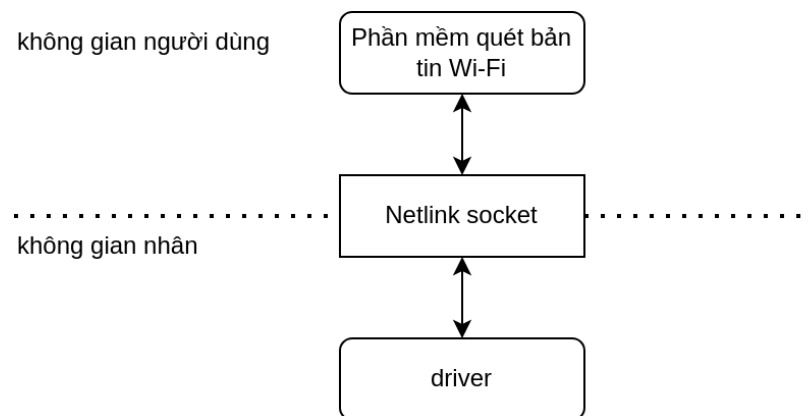 không gian người dùng
Phần mềm quét bản
tin Wi-Fi
Netlink socket
không gian nhân
driver